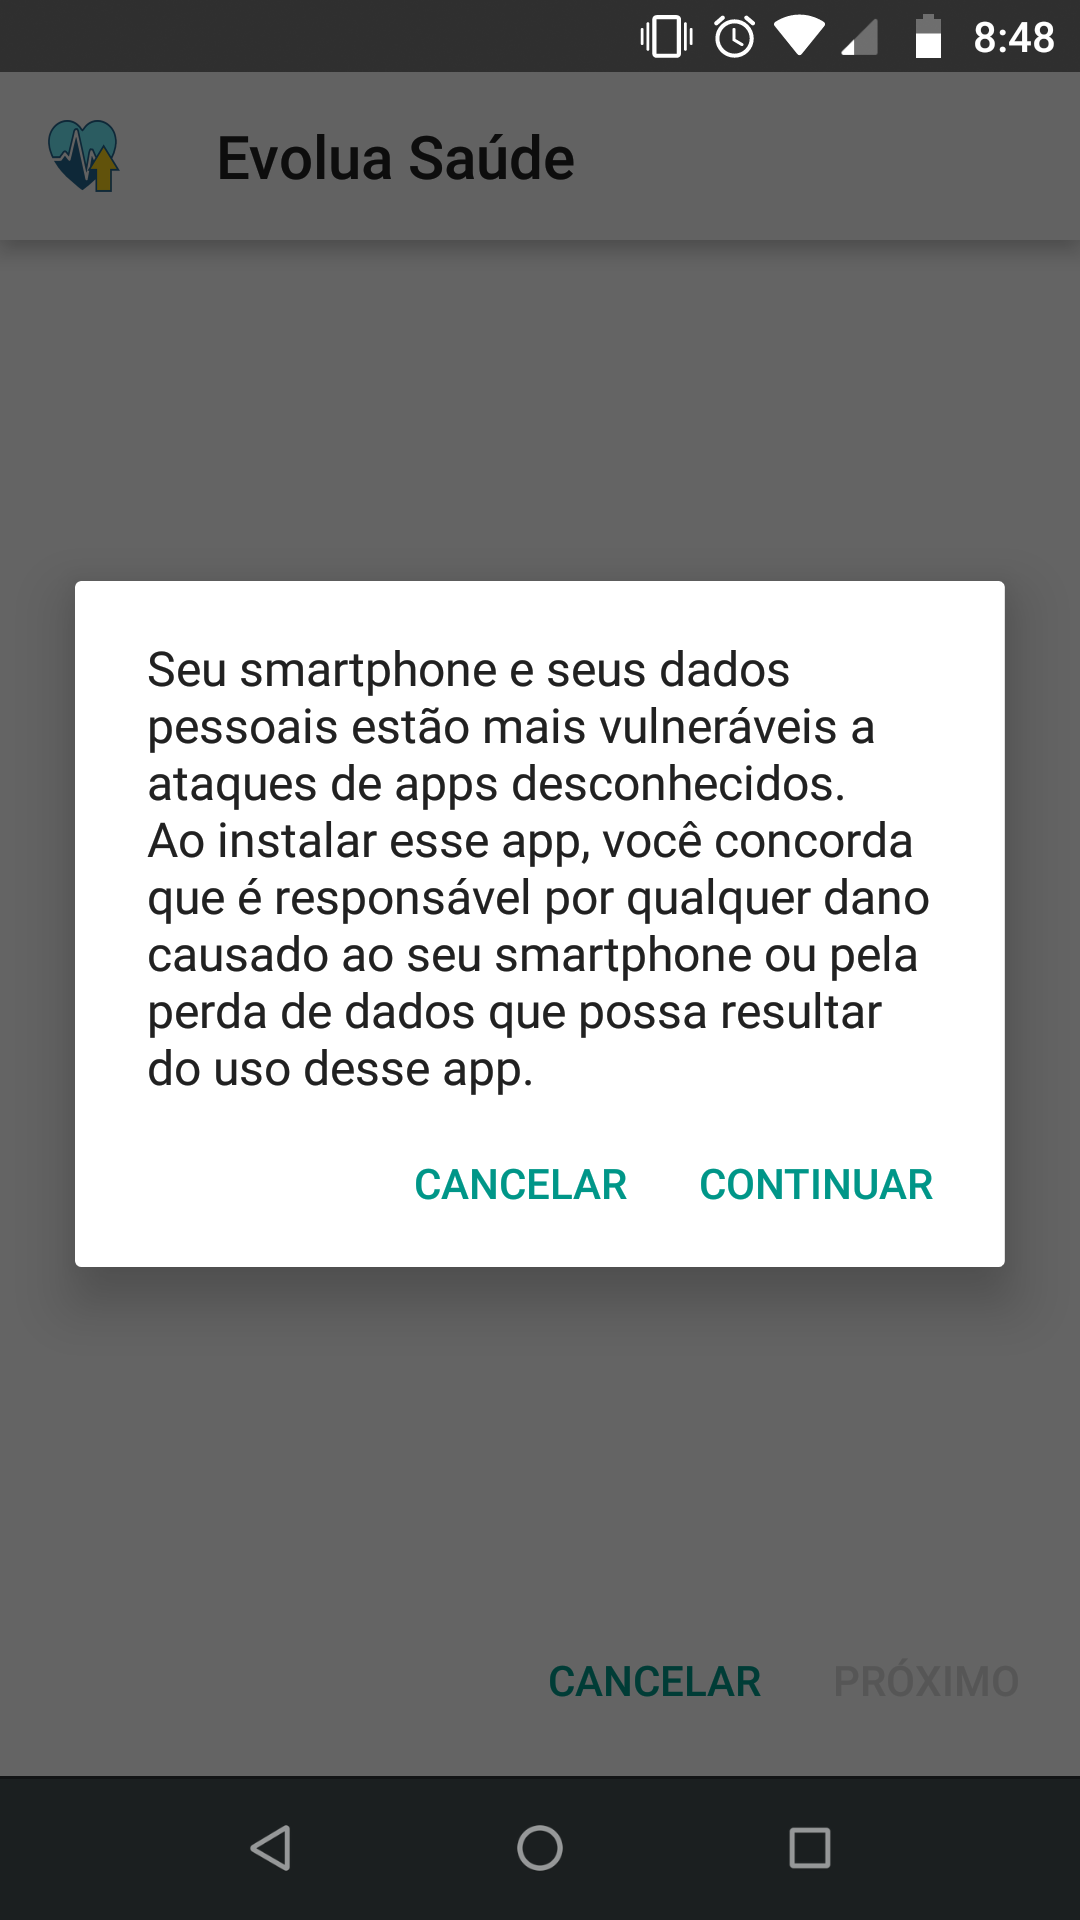 8:48
Evolua Saúde
Seu smartphone e seus dados
pessoais estão mais vulneráveis a
ataques de apps desconhecidos.
Ao instalar esse app, você concorda
que é responsável por qualquer dano
causado ao seu smartphone ou pela
perda de dados que possa resultar
do uso desse app.
CANCELAR CONTINUAR
CANCELAR PRÓXIMO